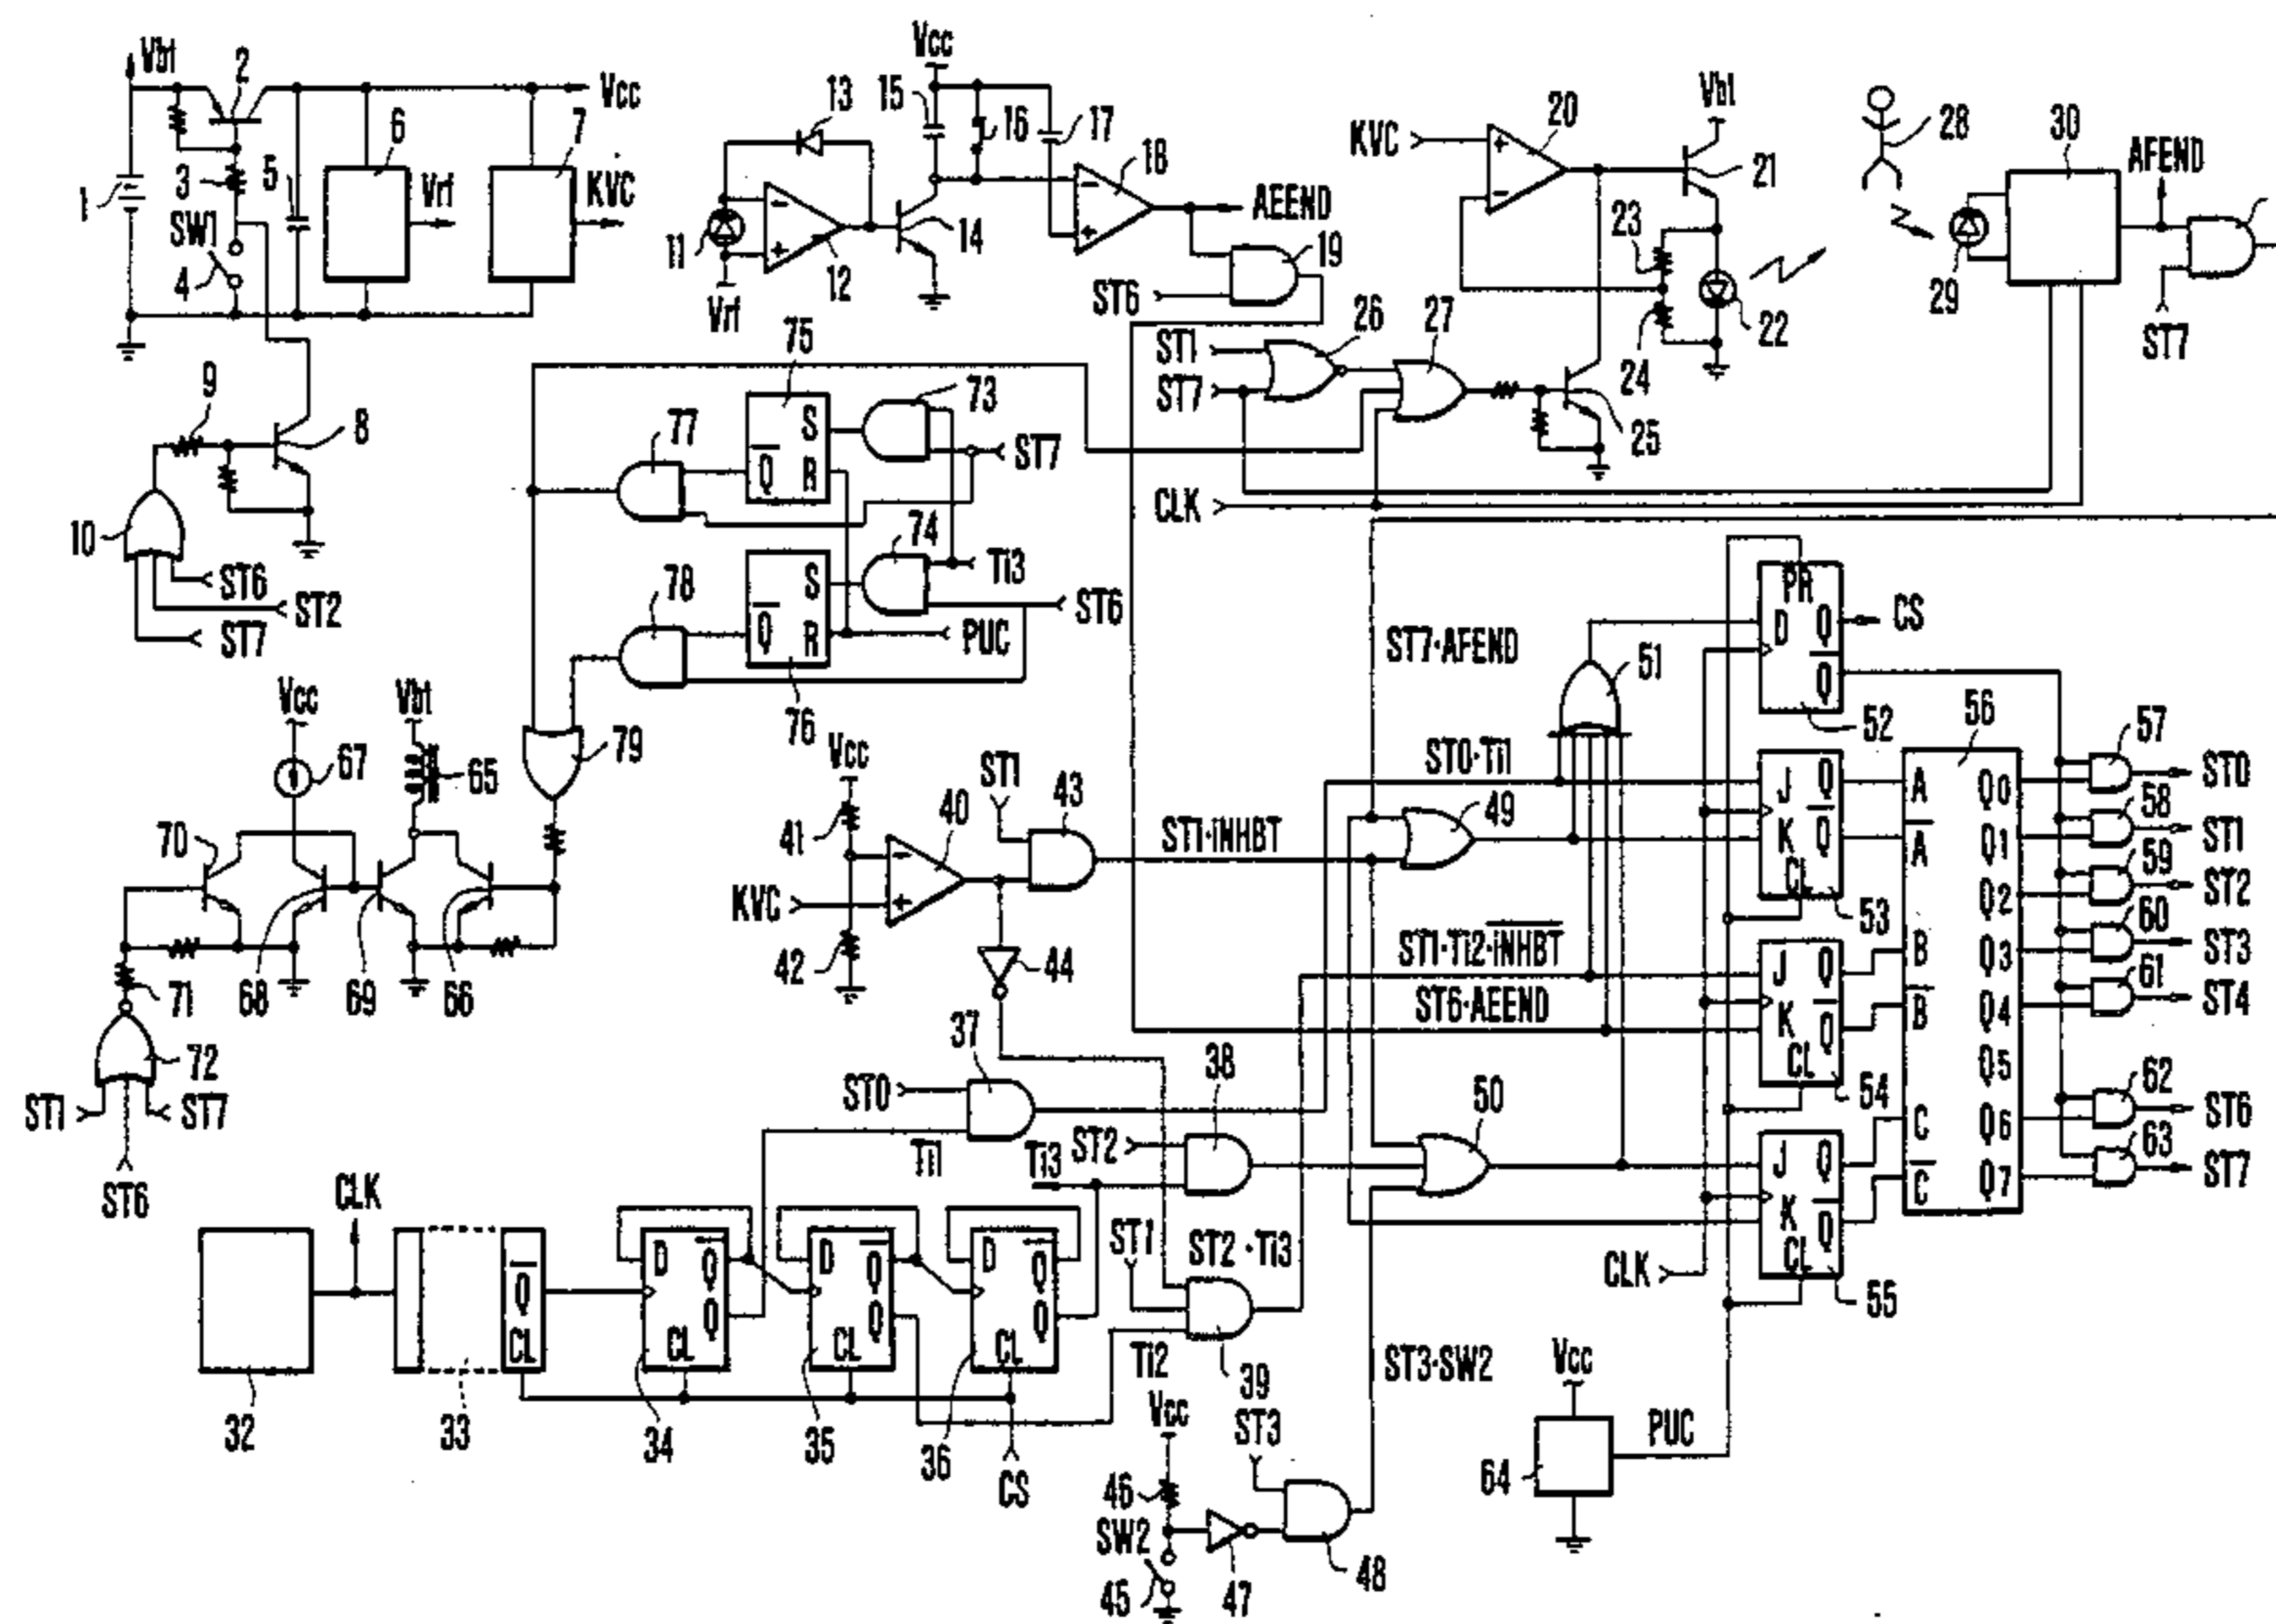 Vbt
2
Vcc
1
3
SW1
4
5
6
Vrf
7
KVC
9
8
10
ST6
ST2
ST7
Vcc
13
15
16
17
18
AEEND
11
12
14
Vrf
19
ST6
KVC
20
Vbt
21
23
22
24
28
30
AFEND
29
ST7
26
27
ST1
ST7
25
CLK
75
73
77
S
Q
R
ST7
74
Ti3
78
S
Q
R
ST6
PUC
76
79
Vcc
Vbt
67
65
70
71
68
69
66
72
ST1
ST7
ST6
Vcc
41
40
ST1
43
KVC
42
44
ST1·INHBT
ST7·AFEND
51
ST0·Ti1
49
ST1·Ti2·INHBT
ST6·AEEND
PR
D
Q
Q
CS
52
J
Q
K
Q
CL
53
J
Q
K
Q
CL
54
J
Q
K
Q
CL
55
56
A
A
B
B
C
C
Q0
Q1
Q2
Q3
Q4
Q5
Q6
Q7
57
ST0
58
ST1
59
ST2
60
ST3
61
ST4
62
ST6
63
ST7
37
ST0
Ti1
38
ST2
Ti3
50
ST1
ST2·Ti3
39
Ti2
CLK
CLK
Q
CL
32
33
D
Q
Q
CL
34
D
Q
Q
CL
35
D
Q
Q
CL
36
CS
Vcc
46
SW2
45
ST3
47
48
ST3·SW2
Vcc
64
PUC